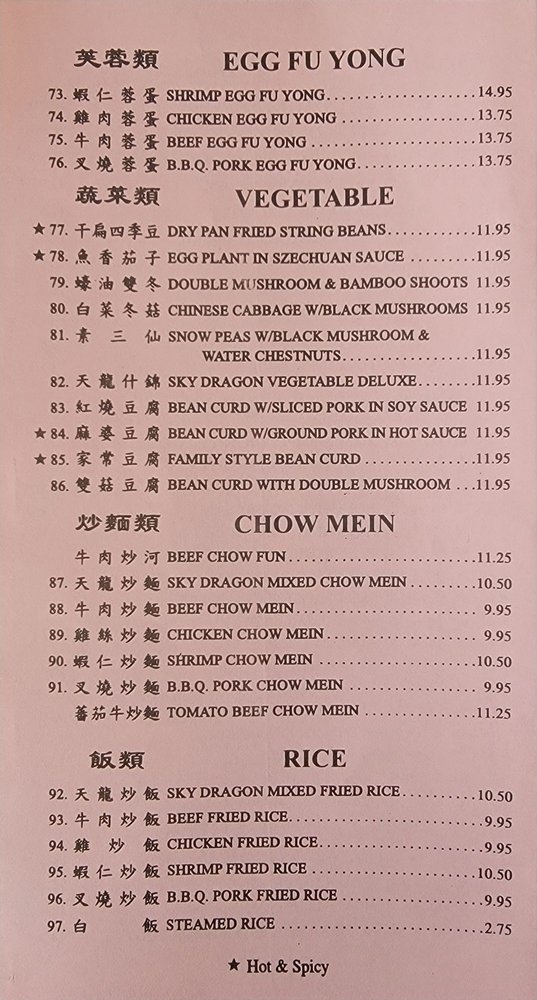 芙蓉類 EGG FU YONG
73. 蝦仁蓉蛋 SHRIMP EGG FU YONG.....................14.95
74. 雞肉蓉蛋 CHICKEN EGG FU YONG ...................13.75
75. 牛肉蓉蛋 BEEF EGG FU YONG .......................13.75
76. 叉燒蓉蛋 B.B.Q. PORK EGG FU YONG.................13.75
蔬菜類 VEGETABLE
★ 77. 干扁四季豆 DRY PAN FRIED STRING BEANS............11.95
★ 78. 魚香茄子 EGG PLANT IN SZECHUAN SAUCE ..........11.95
79. 蠔油雙冬 DOUBLE MUSHROOM & BAMBOO SHOOTS 11.95
80. 白菜冬菇 CHINESE CABBAGE W/BLACK MUSHROOMS 11.95
81. 素三仙 SNOW PEAS W/BLACK MUSHROOM &
WATER CHESTNUTS...................11.95
82. 天龍什錦 SKY DRAGON VEGETABLE DELUXE........11.95
83. 紅燒豆腐 BEAN CURD W/SLICED PORK IN SOY SAUCE 11.95
★ 84. 麻婆豆腐 BEAN CURD W/GROUND PORK IN HOT SAUCE 11.95
★ 85. 家常豆腐 FAMILY STYLE BEAN CURD ................11.95
86. 雙菇豆腐 BEAN CURD WITH DOUBLE MUSHROOM ...11.95
炒麵類 CHOW MEIN
牛肉炒河 BEEF CHOW FUN..........................11.25
87. 天龍炒麵 SKY DRAGON MIXED CHOW MEIN ..........10.50
88. 牛肉炒麵 BEEF CHOW MEIN......................... 9.95
89. 雞絲炒麵 CHICKEN CHOW MEIN..................... 9.95
90. 蝦仁炒麵 SHRIMP CHOW MEIN ......................10.50
91. 叉燒炒麵 B.B.Q. PORK CHOW MEIN .................. 9.95
蕃茄牛炒麵 TOMATO BEEF CHOW MEIN ................11.25
飯類 RICE
92. 天龍炒飯 SKY DRAGON MIXED FRIED RICE...........10.50
93. 牛肉炒飯 BEEF FRIED RICE..........................9.95
94. 雞炒飯 CHICKEN FRIED RICE......................9.95
95. 蝦仁炒飯 SHRIMP FRIED RICE .......................10.50
96. 叉燒炒飯 B.B.Q. PORK FRIED RICE ...................9.95
97. 白飯 STEAMED RICE ...........................2.75
★ Hot & Spicy